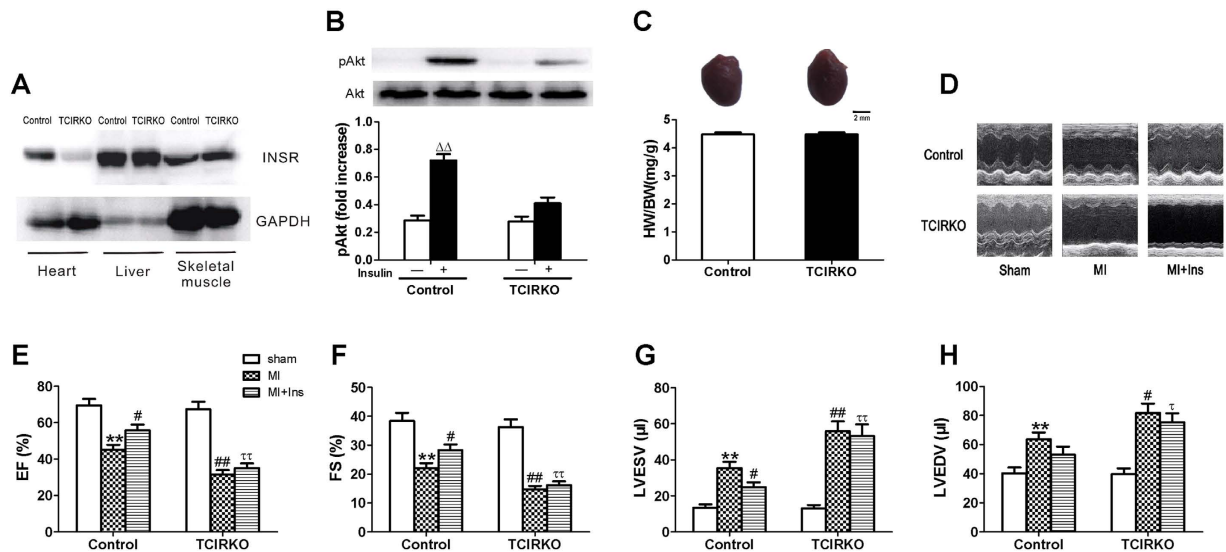 A
Control TCIRKO Control TCIRKO Control TCIRKO
INSR
GAPDH
Heart Liver Skeletal
muscle
B
pAkt
Akt
pAkt (fold increase)
1.0
0.8
0.6
0.4
0.2
0.0
ΔΔ
Insulin — + — +
Control TCIRKO
C
2 mm
HW/BW(mg/g)
5
4
3
2
1
0
Control TCIRKO
D
Control
TCIRKO
Sham MI MI+Ins
E
sham
MI
MI+Ins
EF (%)
80
60
40
20
0
** # ## ττ
Control TCIRKO
F
FS (%)
50
40
30
20
10
0
** # ## ττ
Control TCIRKO
G
LVESV (μl)
80
60
40
20
0
** # ## ττ
Control TCIRKO
H
LVEDV (μl)
100
80
60
40
20
0
** # τ
Control TCIRKO